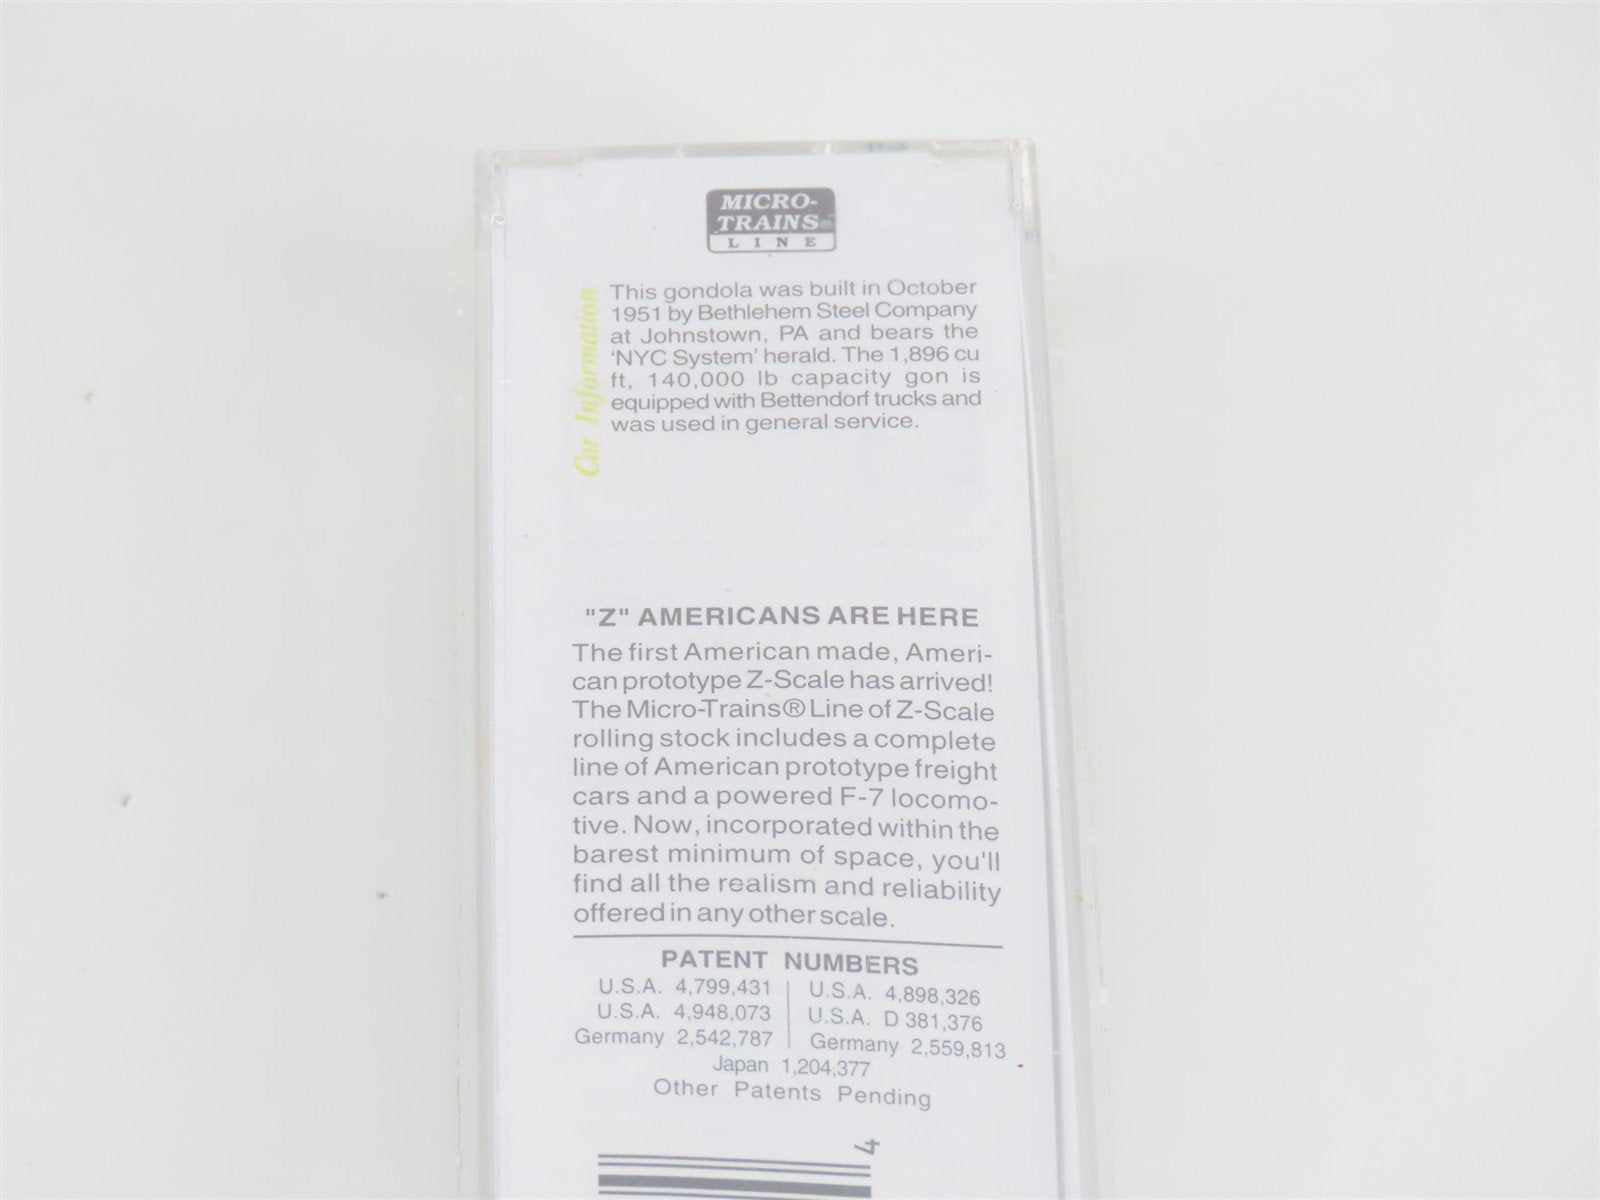 MICRO-
TRAINS®
LINE
Car Information
This gondola was built in October
1951 by Bethlehem Steel Company
at Johnstown, PA and bears the
'NYC System' herald. The 1,896 cu
ft, 140,000 lb capacity gon is
equipped with Bettendorf trucks and
was used in general service.
"Z" AMERICANS ARE HERE
The first American made, Ameri-
can prototype Z-Scale has arrived!
The Micro-Trains® Line of Z-Scale
rolling stock includes a complete
line of American prototype freight
cars and a powered F-7 locomo-
tive. Now, incorporated within the
barest minimum of space, you'll
find all the realism and reliability
offered in any other scale.
PATENT NUMBERS
U.S.A. 4,799,431 U.S.A. 4,898,326
U.S.A. 4,948,073 U.S.A. D 381,376
Germany 2,542,787 Germany 2,559,813
Japan 1,204,377
Other Patents Pending
4